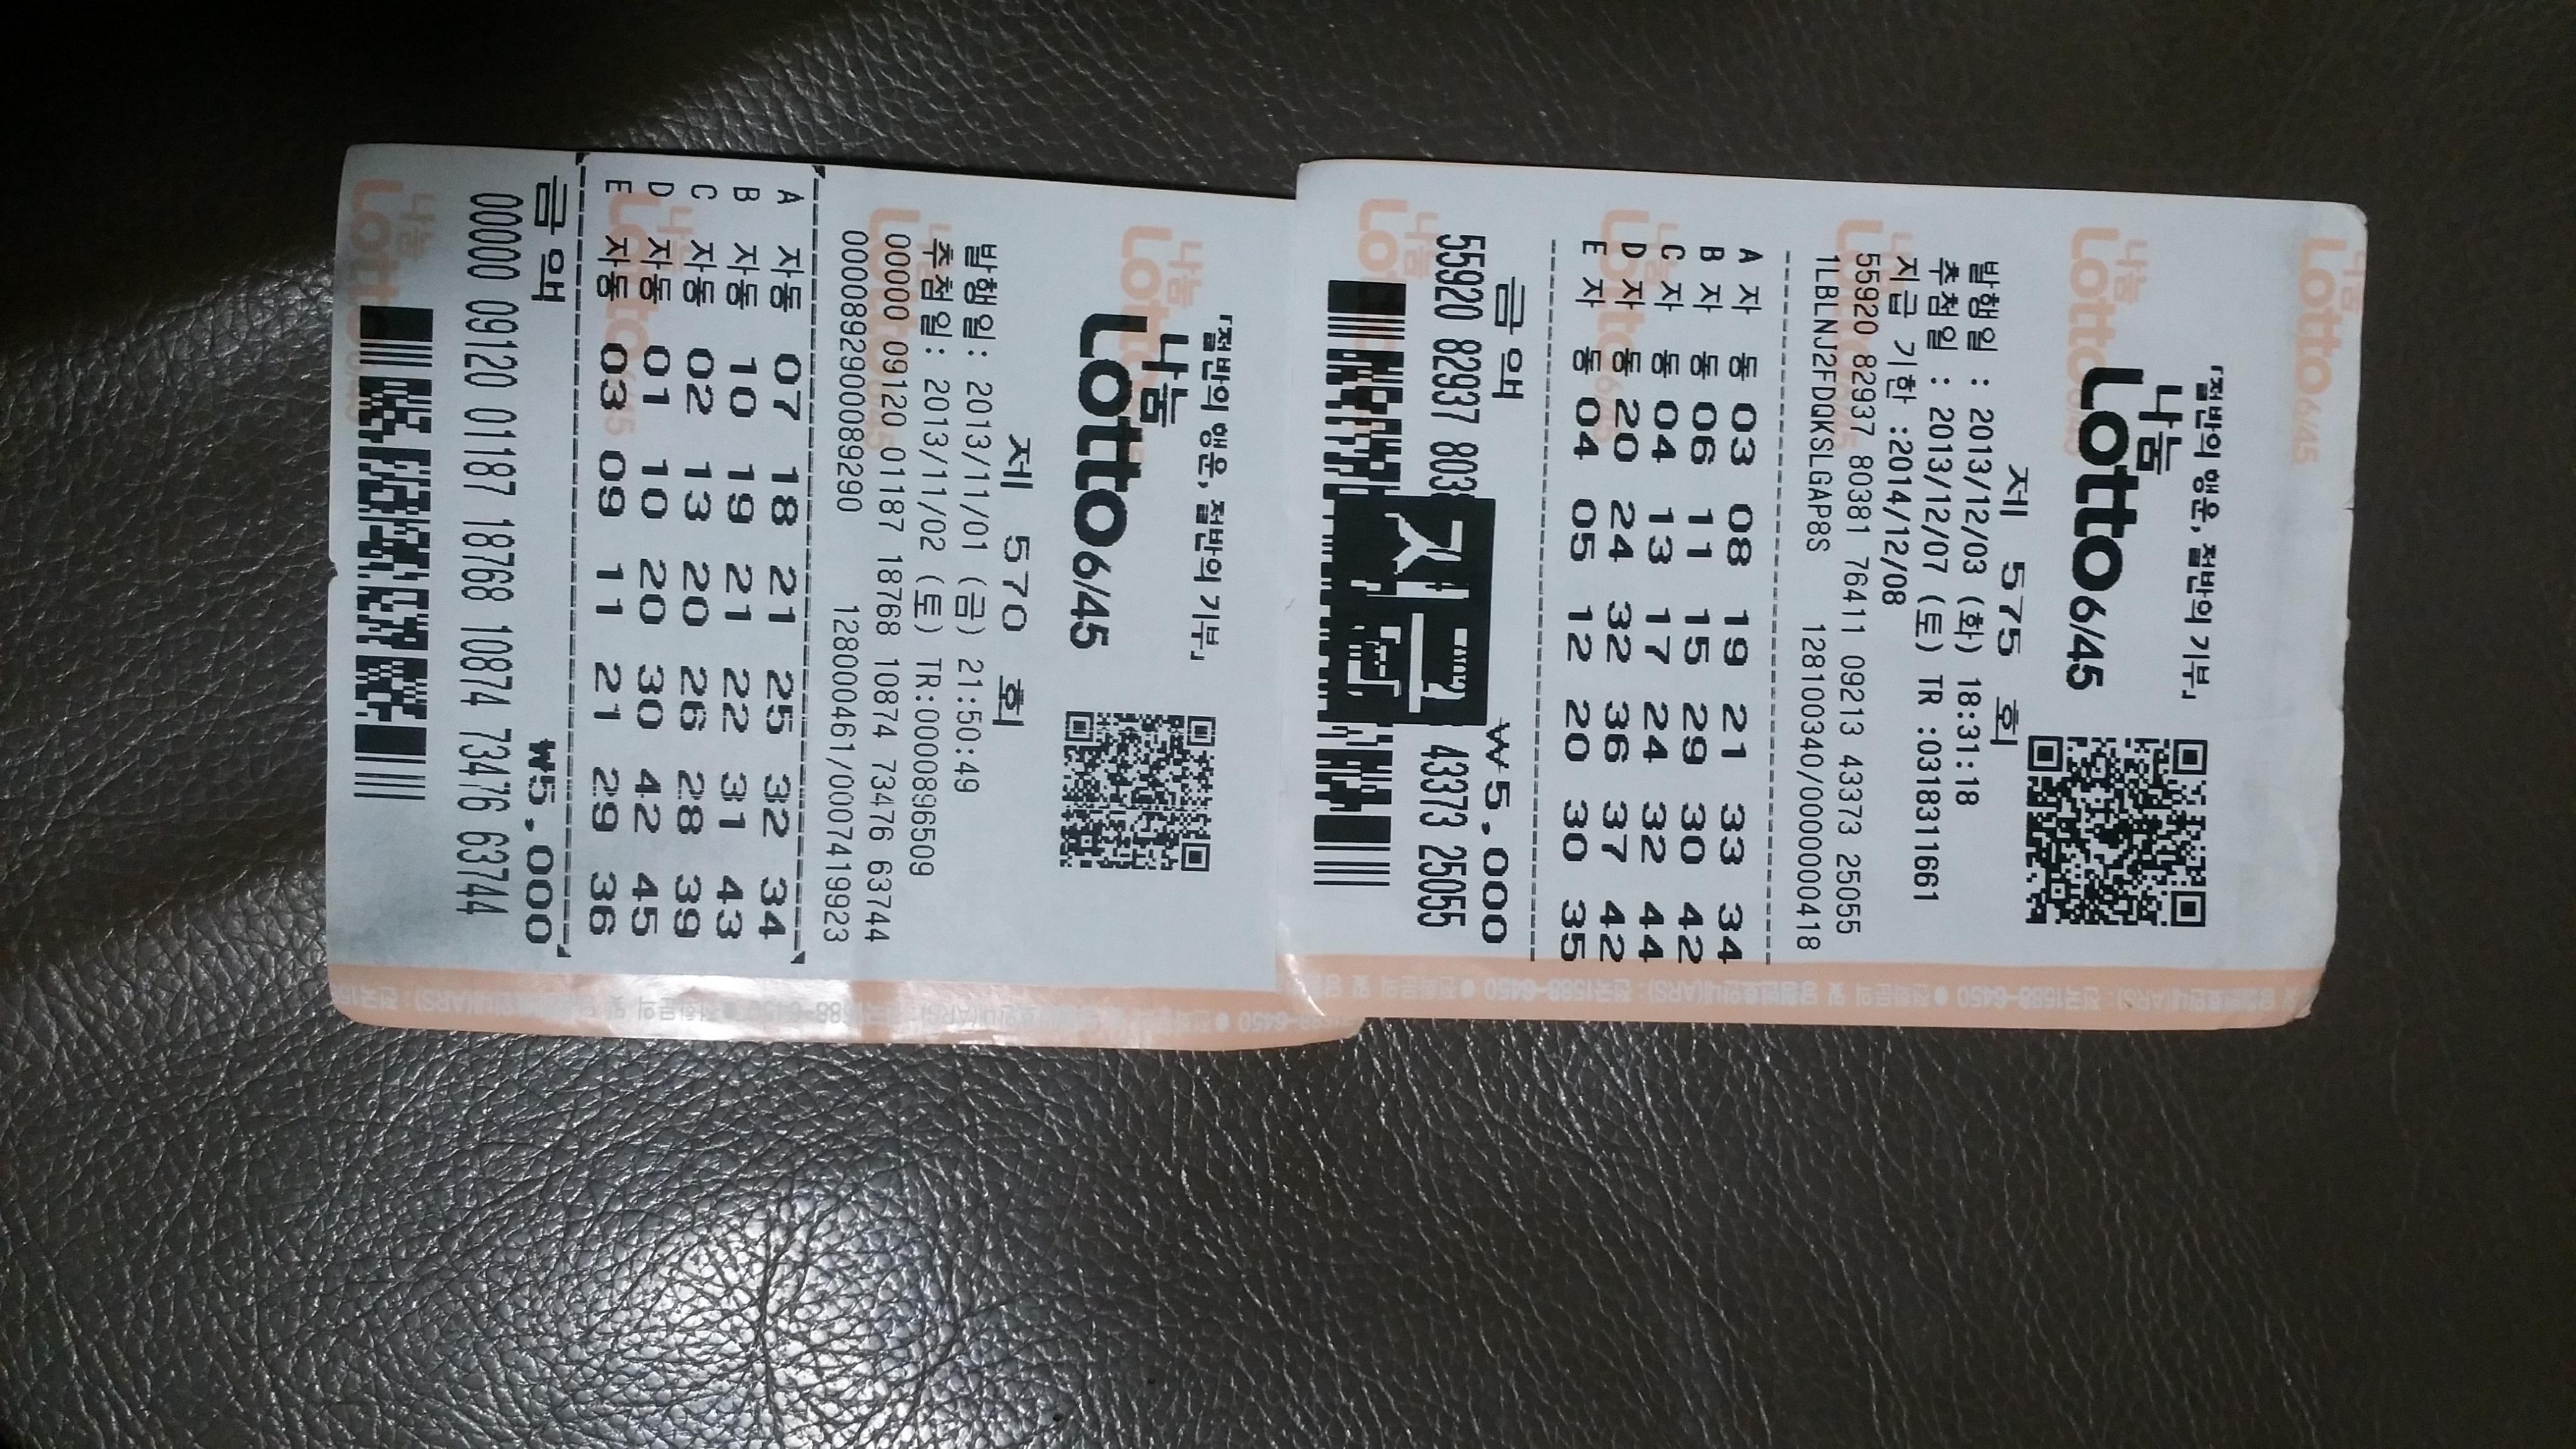 「절반의 행운, 절반의 기부」
나눔
Lotto6/45
제 570 회
발행일: 2013/11/01 (금) 21:50:49
추첨일: 2013/11/02 (토) TR:0000896509
00000 09120 01187 18768 10874 73476 63744
0000892900089290 128000461/0007419923
A 자동 07 18 21 25 32 34
B 자동 10 19 21 22 31 43
C 자동 02 13 20 26 28 39
D 자동 01 10 20 30 42 45
E 자동 03 09 11 21 29 36
금액 ₩5.000
00000 09120 01187 18768 10874 73476 63744
「절반의 행운, 절반의 기부」
나눔
Lotto6/45
제 575 회
발행일 : 2013/12/03 (화) 18:31:18
추첨일 : 2013/12/07 (토) TR :0318311661
지급 기한 :2014/12/08
55920 82937 80381 76411 09213 43373 25055
1LBLNJ2FDQKSLGAP8S 128100340/0000000418
A 자 동 03 08 19 21 33 34
B 자 동 06 11 15 29 30 42
C 자 동 04 13 17 24 32 44
D 자 동 20 24 32 36 37 42
E 자 동 04 05 12 20 30 35
금액 ₩5.000
55920 82937 803 43373 25055
지급